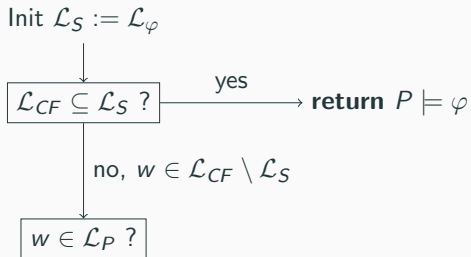 Init ℒ_S := ℒ_φ
ℒ_CF ⊆ ℒ_S ?
yes
return P ⊨ φ
no, w ∈ ℒ_CF \ ℒ_S
w ∈ ℒ_P ?